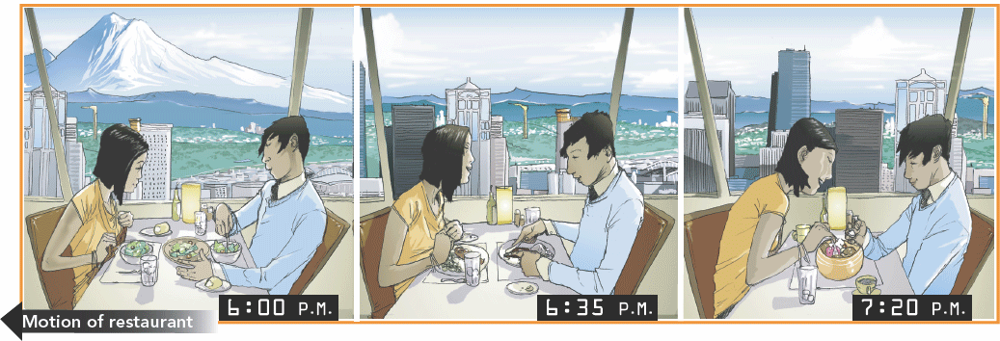 6:00 P.M.
6:35 P.M.
7:20 P.M.
Motion of restaurant